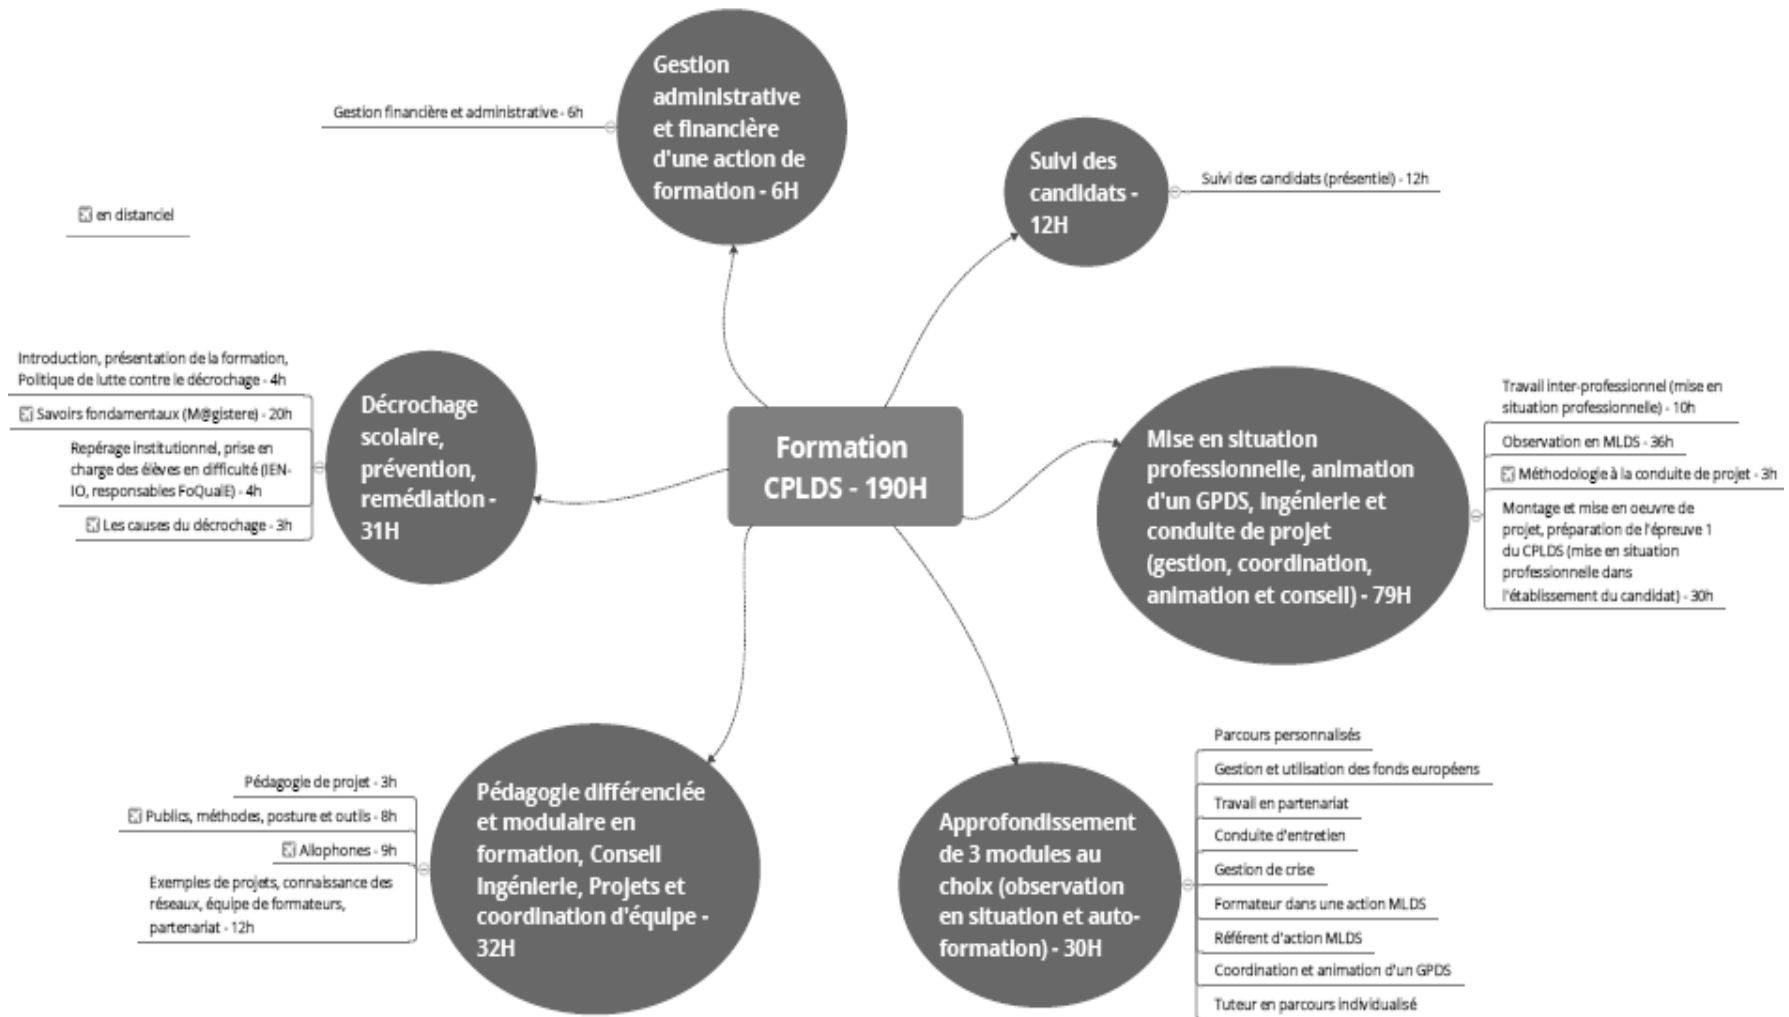 Gestion
administrative
et financière
d'une action de
formation - 6H
Gestion financière et administrative - 6h
Suivi des
candidats -
12H
Suivi des candidats (présentiel) - 12h
en distanciel
Introduction, présentation de la formation,
Politique de lutte contre le décrochage - 4h
Savoirs fondamentaux (M@gistere) - 20h
Repérage institutionnel, prise en
charge des élèves en difficulté (IEN-
IO, responsables FoQualE) - 4h
Les causes du décrochage - 3h
Décrochage
scolaire,
prévention,
remédiation -
31H
Formation
CPLDS - 190H
Mise en situation
professionnelle, animation
d'un GPDS, Ingénierie et
conduite de projet
(gestion, coordination,
animation et conseil) - 79H
Travail inter-professionnel (mise en
situation professionnelle) - 10h
Observation en MLDS - 36h
Méthodologie à la conduite de projet - 3h
Montage et mise en oeuvre de
projet, préparation de l'épreuve 1
du CPLDS (mise en situation
professionnelle dans
l'établissement du candidat) - 30h
Pédagogie de projet - 3h
Publics, méthodes, posture et outils - 8h
Allophones - 9h
Exemples de projets, connaissance des
réseaux, équipe de formateurs,
partenariat - 12h
Pédagogie différenciée
et modulaire en
formation, Conseil
Ingénierie, Projets et
coordination d'équipe -
32H
Approfondissement
de 3 modules au
choix (observation
en situation et auto-
formation) - 30H
Parcours personnalisés
Gestion et utilisation des fonds européens
Travail en partenariat
Conduite d'entretien
Gestion de crise
Formateur dans une action MLDS
Référent d'action MLDS
Coordination et animation d'un GPDS
Tuteur en parcours individualisé